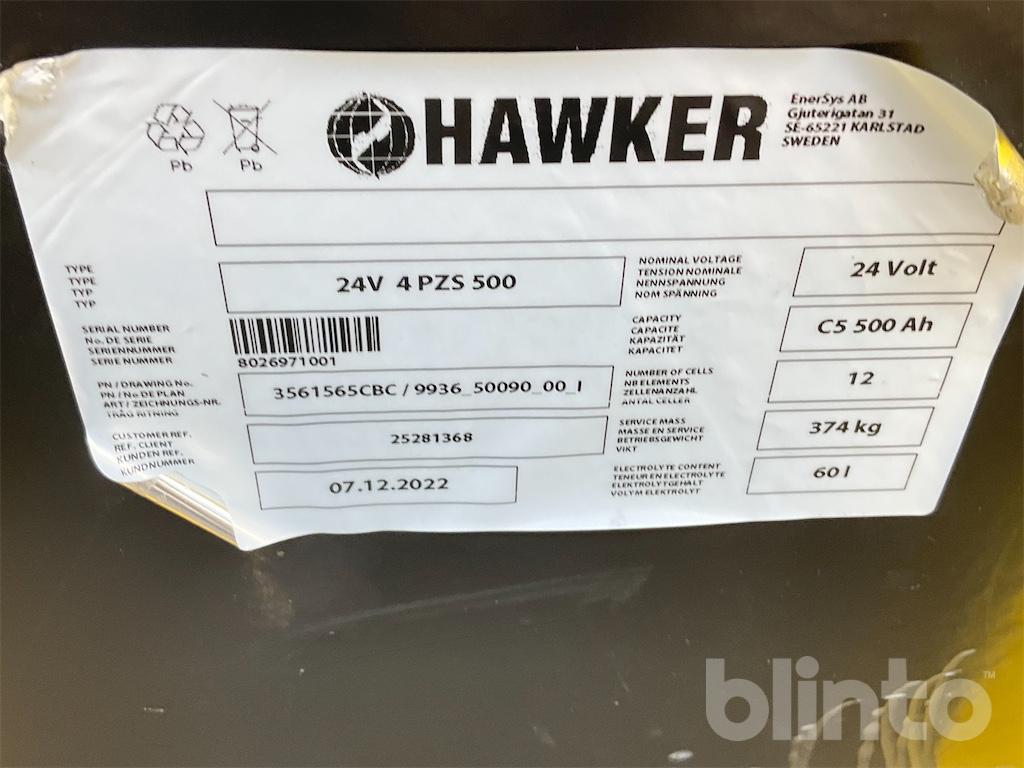 Pb
Pb
HAWKER
EnerSys AB
Gjuterigatan 31
SE-65221 KARLSTAD
SWEDEN
TYPE
TYPE
TYP
TYP
24V 4 PZS 500
NOMINAL VOLTAGE
TENSION NOMINALE
NENNSPANNUNG
NOM SPÄNNING
24 Volt
SERIAL NUMBER
No. DE SERIE
SERIENNUMMER
SERIE NUMMER
8026971001
CAPACITY
CAPACITE
KAPAZITÄT
KAPACITET
C5 500 Ah
PN / DRAWING No.
PN / No DE PLAN
ART / ZEICHNUNGS-NR.
RITNING
3561565CBC / 9936_50090_00_I
NUMBER OF CELLS
NB ELEMENTS
ZELLENANZAHL
ANTAL CELLER
12
CUSTOMER REF.
REF. CLIENT
KUNDEN REF.
KUNDNUMMER
25281368
SERVICE MASS
MASSE EN SERVICE
BETRIEBSGEWICHT
VIKT
374 kg
07.12.2022
ELECTROLYTE CONTENT
TENEUR EN ELECTROLYTE
ELEKTROLYTGEHALT
VOLYM ELEKTROLYT
60 l
blinto™